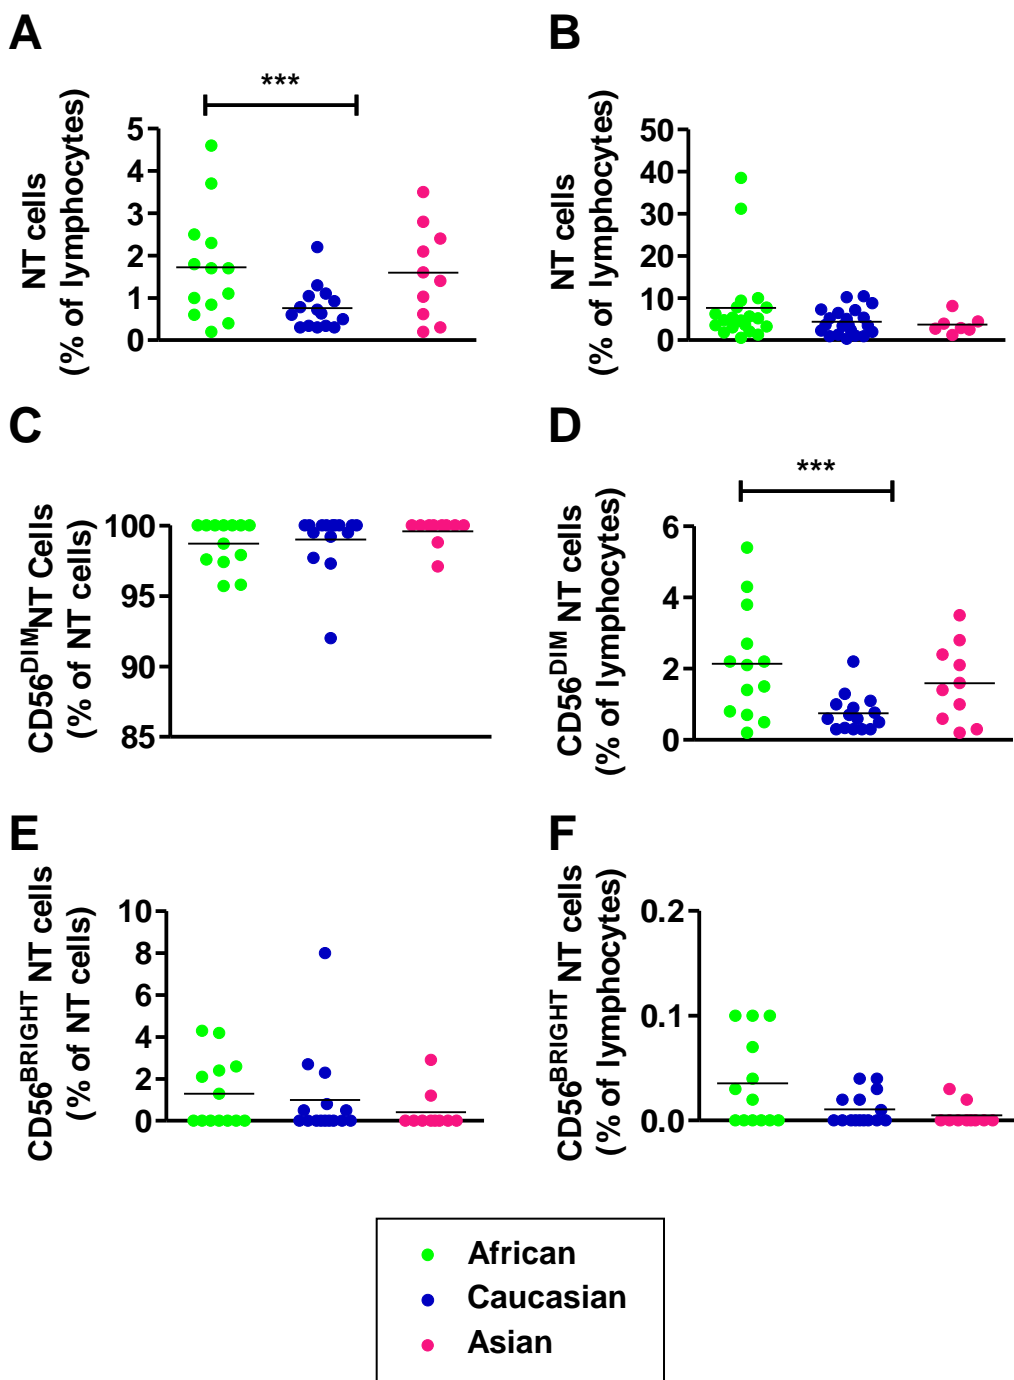 A
***
NT cells
(% of lymphocytes)
5
4
3
2
1
0
B
NT cells
(% of lymphocytes)
50
40
30
20
10
0
C
CD56DIM NT Cells
(% of NT cells)
100
95
90
85
D
***
CD56DIM NT cells
(% of lymphocytes)
6
4
2
0
E
CD56BRIGHT NT cells
(% of NT cells)
10
8
6
4
2
0
F
CD56BRIGHT NT cells
(% of lymphocytes)
0.2
0.1
0.0
African
Caucasian
Asian